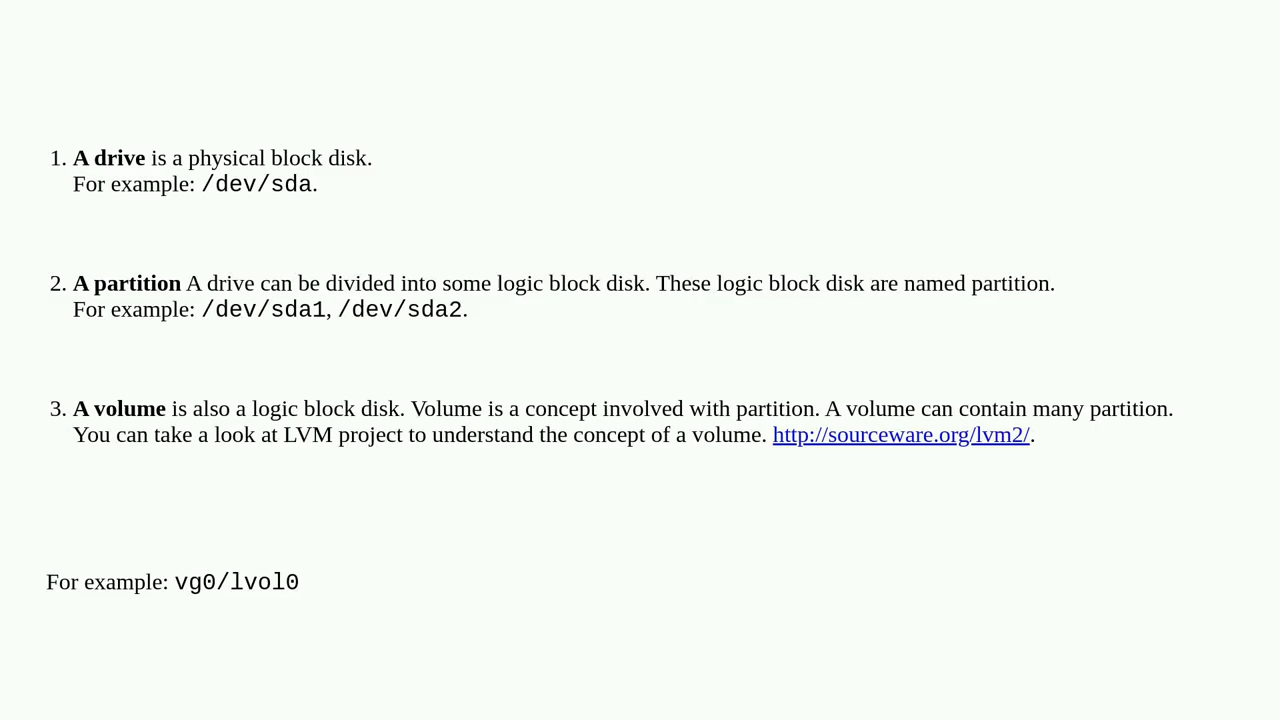 1. A drive is a physical block disk.
For example: /dev/sda.
2. A partition A drive can be divided into some logic block disk. These logic block disk are named partition.
For example: /dev/sda1, /dev/sda2.
3. A volume is also a logic block disk. Volume is a concept involved with partition. A volume can contain many partition.
You can take a look at LVM project to understand the concept of a volume. http://sourceware.org/lvm2/.
For example: vg0/lvol0